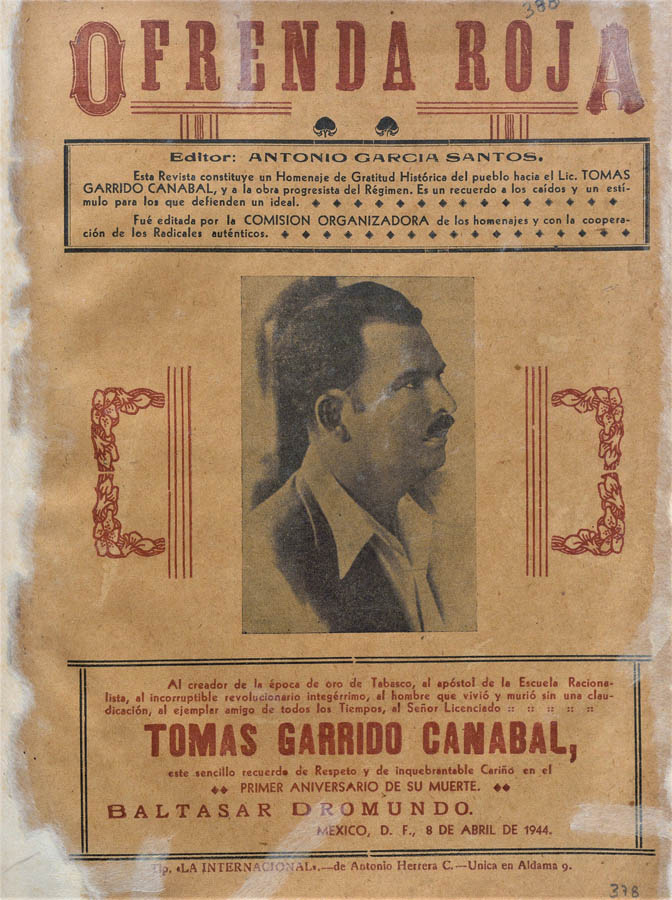 388
OFRENDA ROJA
Editor: ANTONIO GARCIA SANTOS.
Esta Revista constituye un Homenaje de Gratitud Histórica del pueblo hacia el Lic. TOMAS
GARRIDO CANABAL, y a la obra progresista del Régimen. Es un recuerdo a los caídos y un estí-
mulo para los que defienden un ideal.
Fué editada por la COMISION ORGANIZADORA de los homenajes y con la coopera-
ción de los Radicales auténticos.
Al creador de la época de oro de Tabasco, al apóstol de la Escuela Raciona-
lista, al incorruptible revolucionario integérrimo, al hombre que vivió y murió sin una clau-
dicación, al ejemplar amigo de todos los Tiempos, al Señor Licenciado :: :: :: :: ::
TOMAS GARRIDO CANABAL,
este sencillo recuerdo de Respeto y de inquebrantable Cariño en el
PRIMER ANIVERSARIO DE SU MUERTE.
BALTASAR DROMUNDO.
MEXICO, D. F., 8 DE ABRIL DE 1944.
Tip. «LA INTERNACIONAL».—de Antonio Herrera C.—Unica en Aldama 9.
378